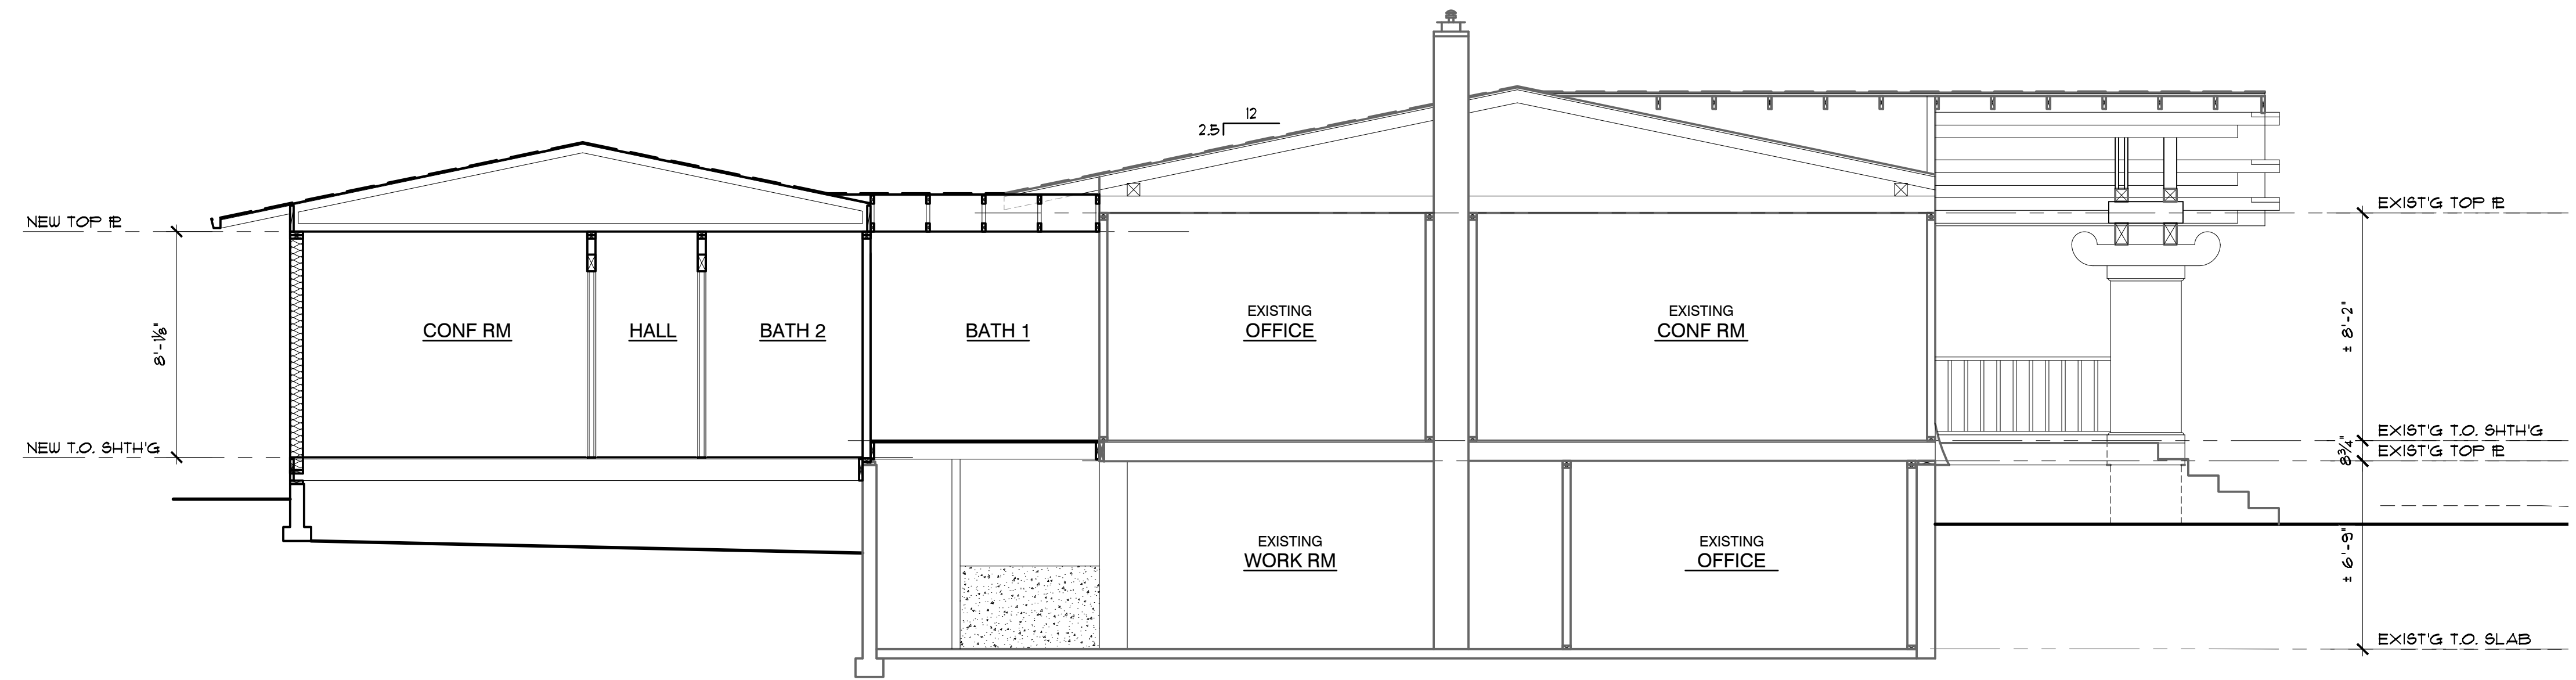 12
2.5
NEW TOP PL
EXIST'G TOP PL
8'-1⅛"
CONF RM
HALL
BATH 2
BATH 1
EXISTING
OFFICE
EXISTING
CONF RM
± 8'-2"
NEW T.O. SHTH'G
EXIST'G T.O. SHTH'G
8¾"
EXIST'G TOP PL
EXISTING
WORK RM
EXISTING
OFFICE
± 6'-9"
EXIST'G T.O. SLAB